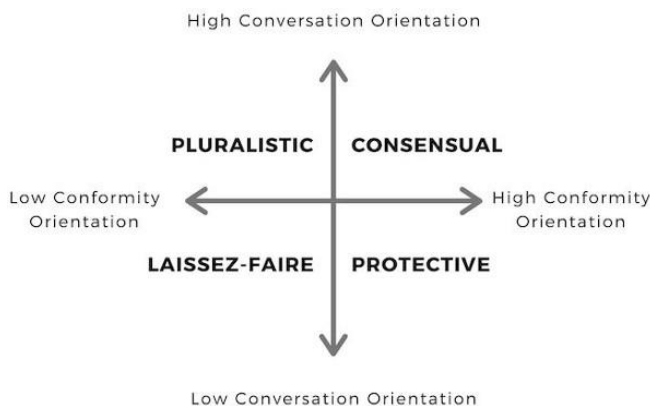 High Conversation Orientation
PLURALISTIC CONSENSUAL
Low Conformity
Orientation
High Conformity
Orientation
LAISSEZ-FAIRE PROTECTIVE
Low Conversation Orientation